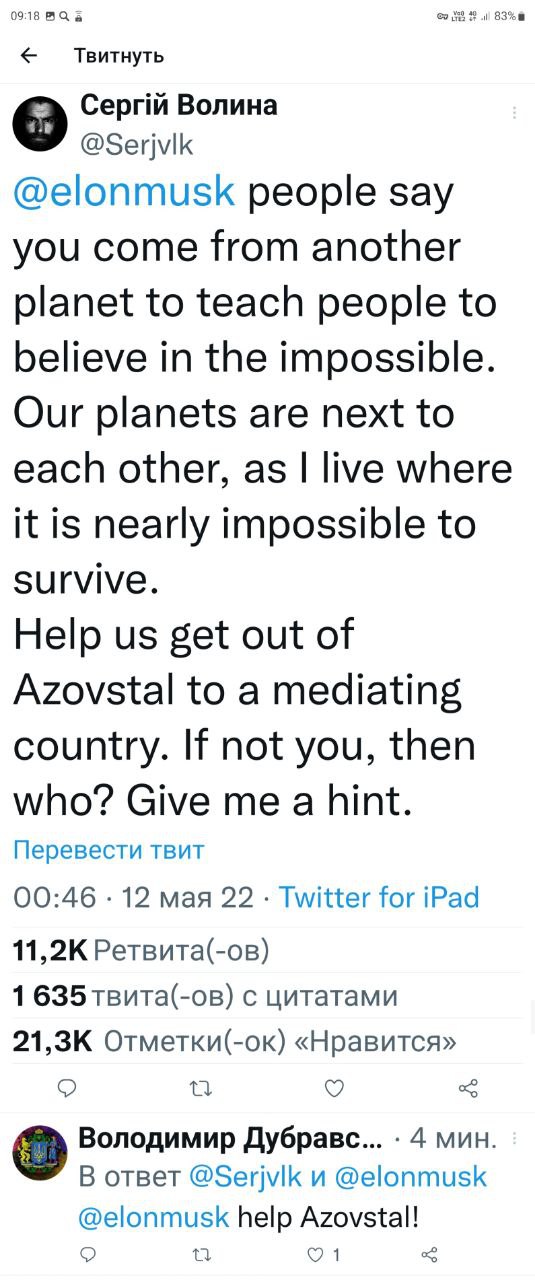 09:18 Vo) 4G LTE2 83%
Твитнуть
Сергій Волина
@Serjvlk
@elonmusk people say
you come from another
planet to teach people to
believe in the impossible.
Our planets are next to
each other, as I live where
it is nearly impossible to
survive.
Help us get out of
Azovstal to a mediating
country. If not you, then
who? Give me a hint.
Перевести твит
00:46 · 12 мая 22 · Twitter for iPad
11,2K Ретвита(-ов)
1 635 твита(-ов) с цитатами
21,3K Отметки(-ок) «Нравится»
Володимир Дубравс... · 4 мин.
В ответ @Serjvlk и @elonmusk
@elonmusk help Azovstal!
1